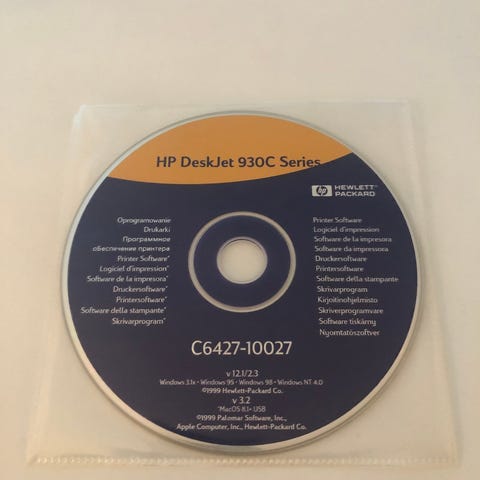 HP DeskJet 930C Series
hp HEWLETT
PACKARD
Oprogramowanie
Drukarki
Программное
обеспечение принтера
Printer Software*
Logiciel d'impression*
Software de la impresora*
Druckersoftware*
Printersoftware*
Software della stampante*
Skrivarprogram*
Printer Software
Logiciel d'impression
Software de la impresora
Software da impressora
Druckersoftware
Printersoftware
Software della stampante
Skrivarprogram
Kirjoitinohjelmisto
Skriverprogramvare
Software tiskárny
Nyomtatószoftver
C6427-10027
v 12.1/2.3
Windows 3.1x • Windows 95 • Windows 98 • Windows NT 4.0
©1999 Hewlett-Packard Co.
v 3.2
*MacOS 8.1+, USB
©1999 Palomar Software, Inc.,
Apple Computer, Inc., Hewlett-Packard Co.